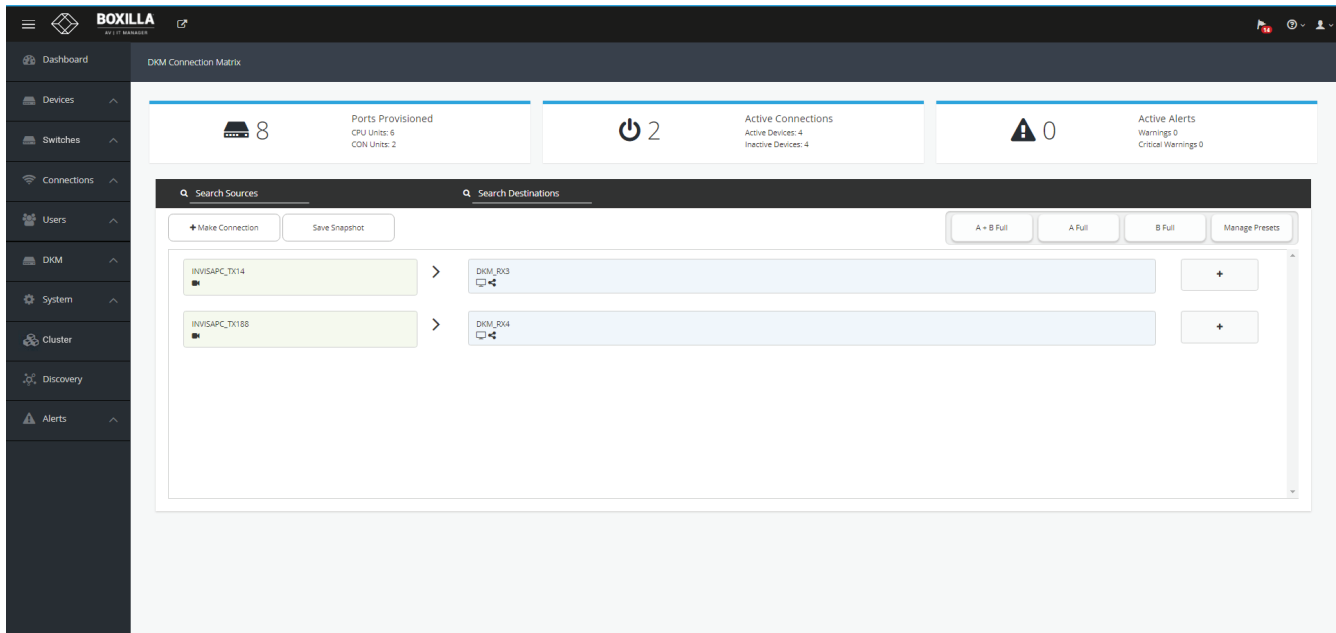 BOXILLA
AV | IT MANAGER
14
Dashboard
DKM Connection Matrix
Devices
Switches
Connections
Users
DKM
System
Cluster
Discovery
Alerts
8
Ports Provisioned
CPU Units: 6
CON Units: 2
2
Active Connections
Active Devices: 4
Inactive Devices: 4
0
Active Alerts
Warnings 0
Critical Warnings 0
Search Sources
Search Destinations
+ Make Connection
Save Snapshot
A + B Full
A Full
B Full
Manage Presets
INVISAPC_TX14
DKM_RX3
+
INVISAPC_TX188
DKM_RX4
+